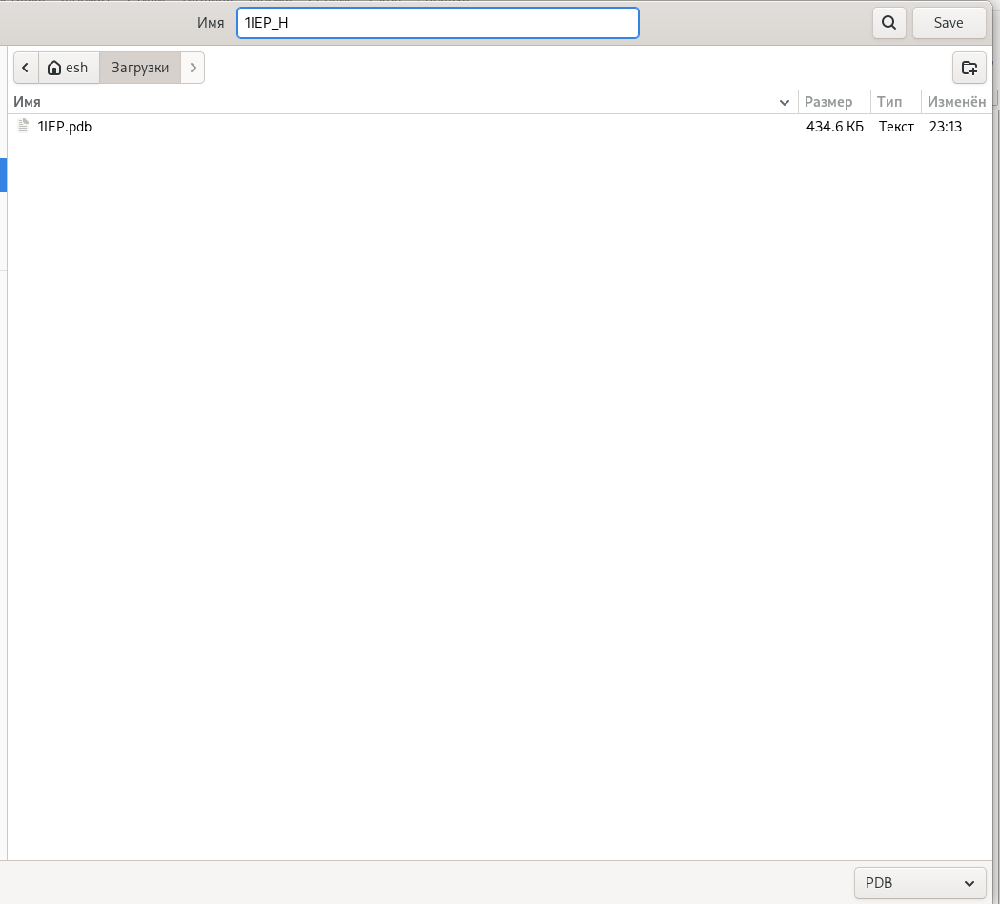 Имя 1IEP_H Save
esh Загрузки
Имя Размер Тип Изменён
1IEP.pdb 434.6 КБ Текст 23:13
PDB